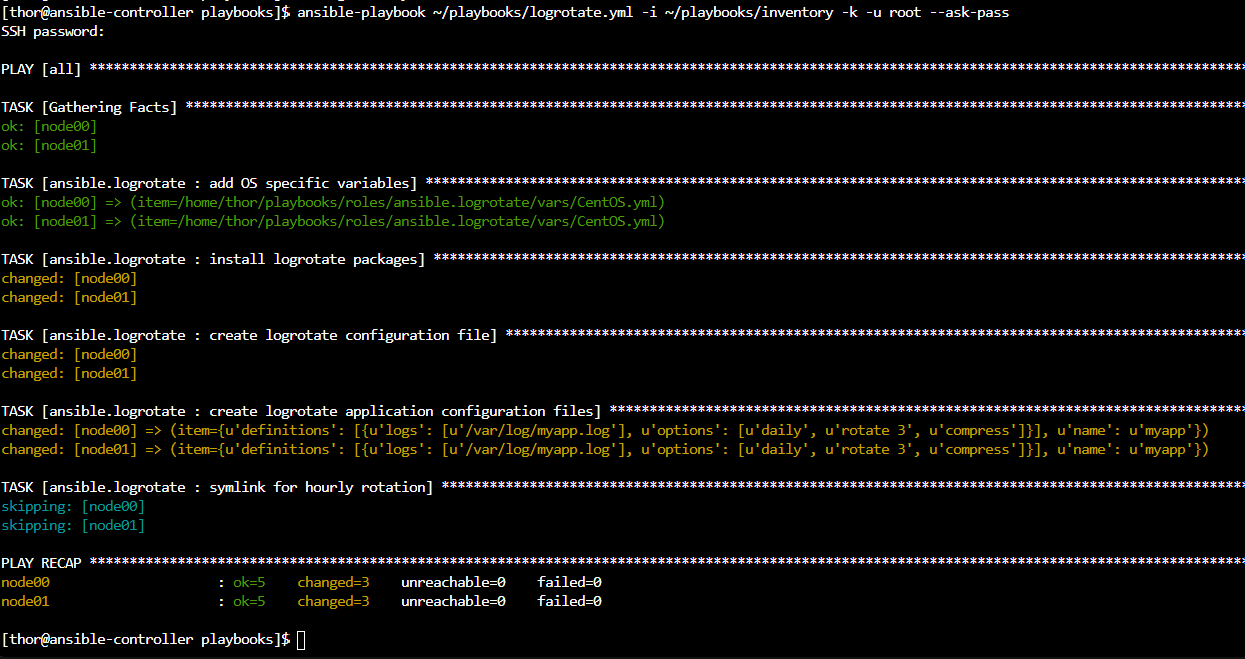 [thor@ansible-controller playbooks]$ ansible-playbook ~/playbooks/logrotate.yml -i ~/playbooks/inventory -k -u root --ask-pass
SSH password:
PLAY [all] ****************************************************************************************************************************************************
TASK [Gathering Facts] ****************************************************************************************************************************************
ok: [node00]
ok: [node01]
TASK [ansible.logrotate : add OS specific variables] **********************************************************************************************************
ok: [node00] => (item=/home/thor/playbooks/roles/ansible.logrotate/vars/CentOS.yml)
ok: [node01] => (item=/home/thor/playbooks/roles/ansible.logrotate/vars/CentOS.yml)
TASK [ansible.logrotate : install logrotate packages] *********************************************************************************************************
changed: [node00]
changed: [node01]
TASK [ansible.logrotate : create logrotate configuration file] ************************************************************************************************
changed: [node00]
changed: [node01]
TASK [ansible.logrotate : create logrotate application configuration files] ***********************************************************************************
changed: [node00] => (item={u'definitions': [{u'logs': [u'/var/log/myapp.log'], u'options': [u'daily', u'rotate 3', u'compress']}], u'name': u'myapp'})
changed: [node01] => (item={u'definitions': [{u'logs': [u'/var/log/myapp.log'], u'options': [u'daily', u'rotate 3', u'compress']}], u'name': u'myapp'})
TASK [ansible.logrotate : symlink for hourly rotation] ********************************************************************************************************
skipping: [node00]
skipping: [node01]
PLAY RECAP ****************************************************************************************************************************************************
node00                     : ok=5    changed=3    unreachable=0    failed=0
node01                     : ok=5    changed=3    unreachable=0    failed=0
[thor@ansible-controller playbooks]$